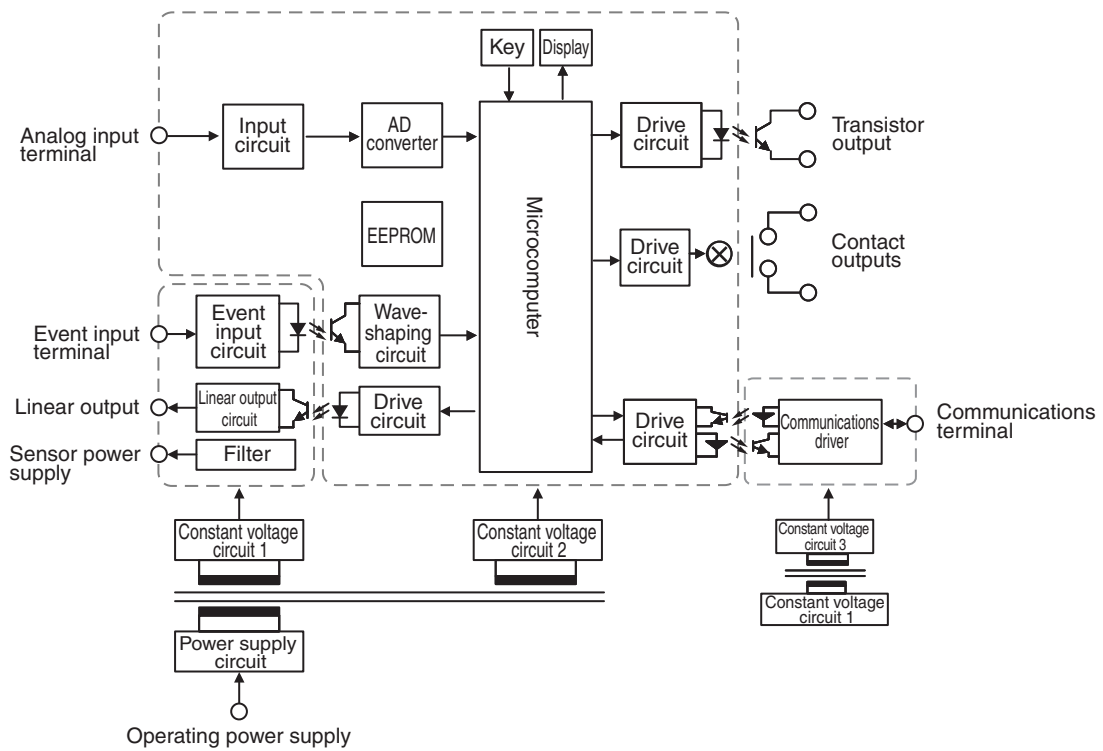 Key
Display
Analog input
terminal
Input
circuit
AD
converter
Drive
circuit
Transistor
output
Microcomputer
EEPROM
Drive
circuit
Contact
outputs
Event input
terminal
Event
input
circuit
Wave-
shaping
circuit
Linear output
Linear output
circuit
Drive
circuit
Drive
circuit
Communications
driver
Communications
terminal
Sensor power
supply
Filter
Constant voltage
circuit 1
Constant voltage
circuit 2
Constant voltage
circuit 3
Constant voltage
circuit 1
Power supply
circuit
Operating power supply